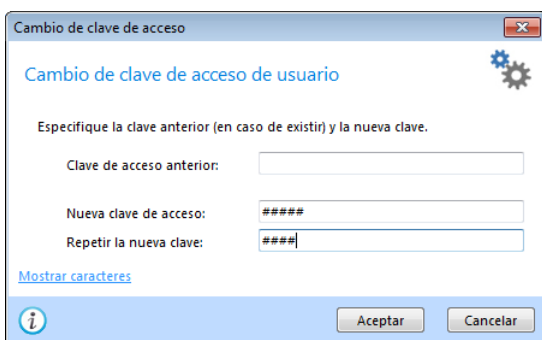 Cambio de clave de acceso
Cambio de clave de acceso de usuario
Especifique la clave anterior (en caso de existir) y la nueva clave.
Clave de acceso anterior:
Nueva clave de acceso: #####
Repetir la nueva clave: ####
Mostrar caracteres
i Aceptar Cancelar